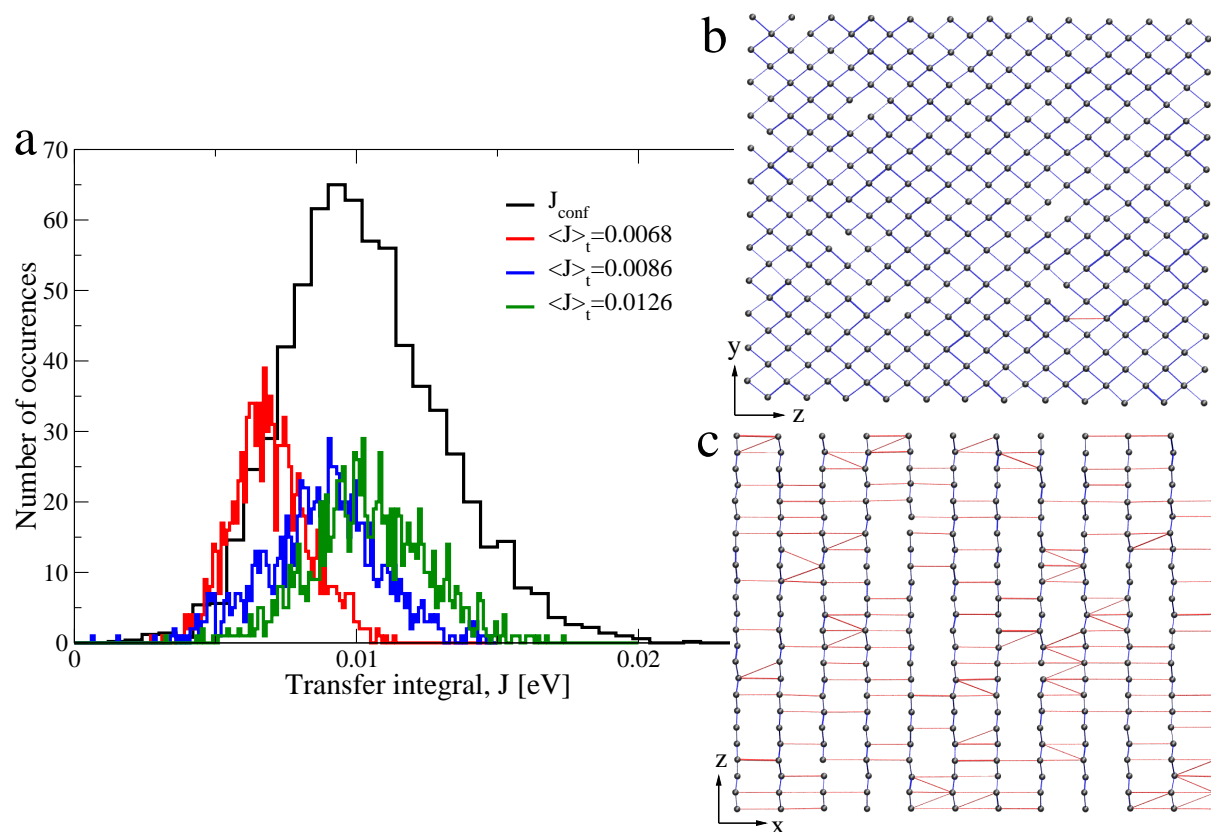 a
70
60
50
40
30
20
10
0
Number of occurences
0
0.01
0.02
Transfer integral, J [eV]
J_conf
<J>_t=0.0068
<J>_t=0.0086
<J>_t=0.0126
b
y
z
c
z
x